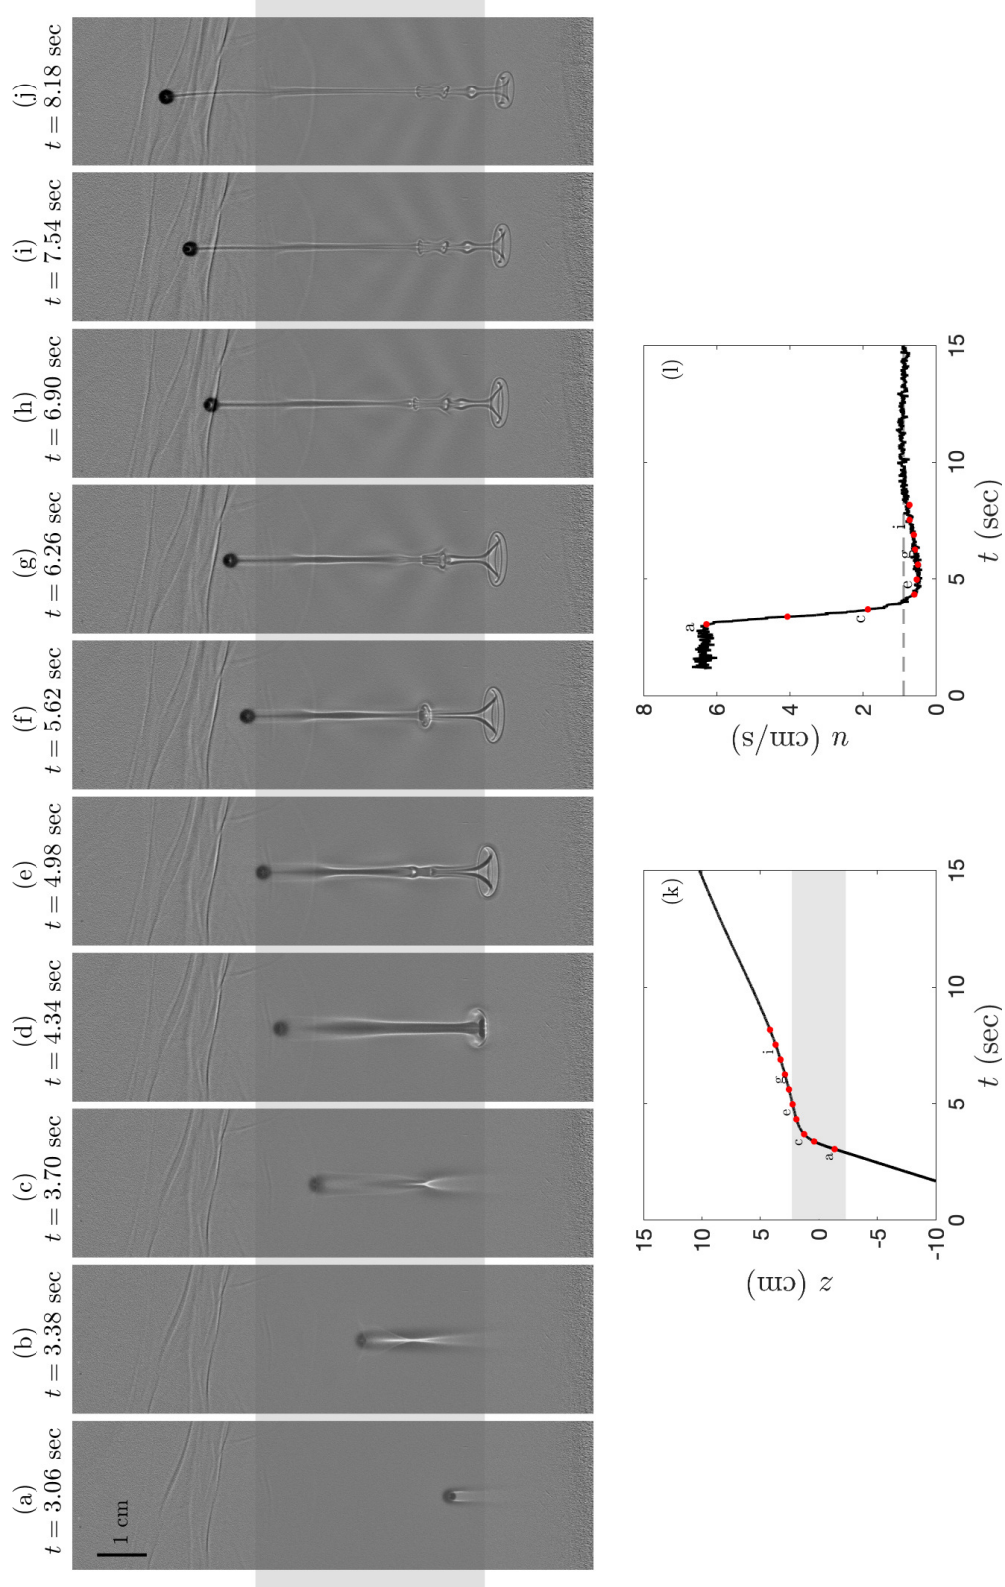 (a)
t = 3.06 sec
(b)
t = 3.38 sec
(c)
t = 3.70 sec
(d)
t = 4.34 sec
(e)
t = 4.98 sec
(f)
t = 5.62 sec
(g)
t = 6.26 sec
(h)
t = 6.90 sec
(i)
t = 7.54 sec
(j)
t = 8.18 sec
1 cm
(k)
15
10
5
0
-5
-10
z (cm)
a
c
e
g
i
0
5
10
15
t (sec)
(l)
8
6
4
2
0
u (cm/s)
a
c
e
g
i
0
5
10
15
t (sec)